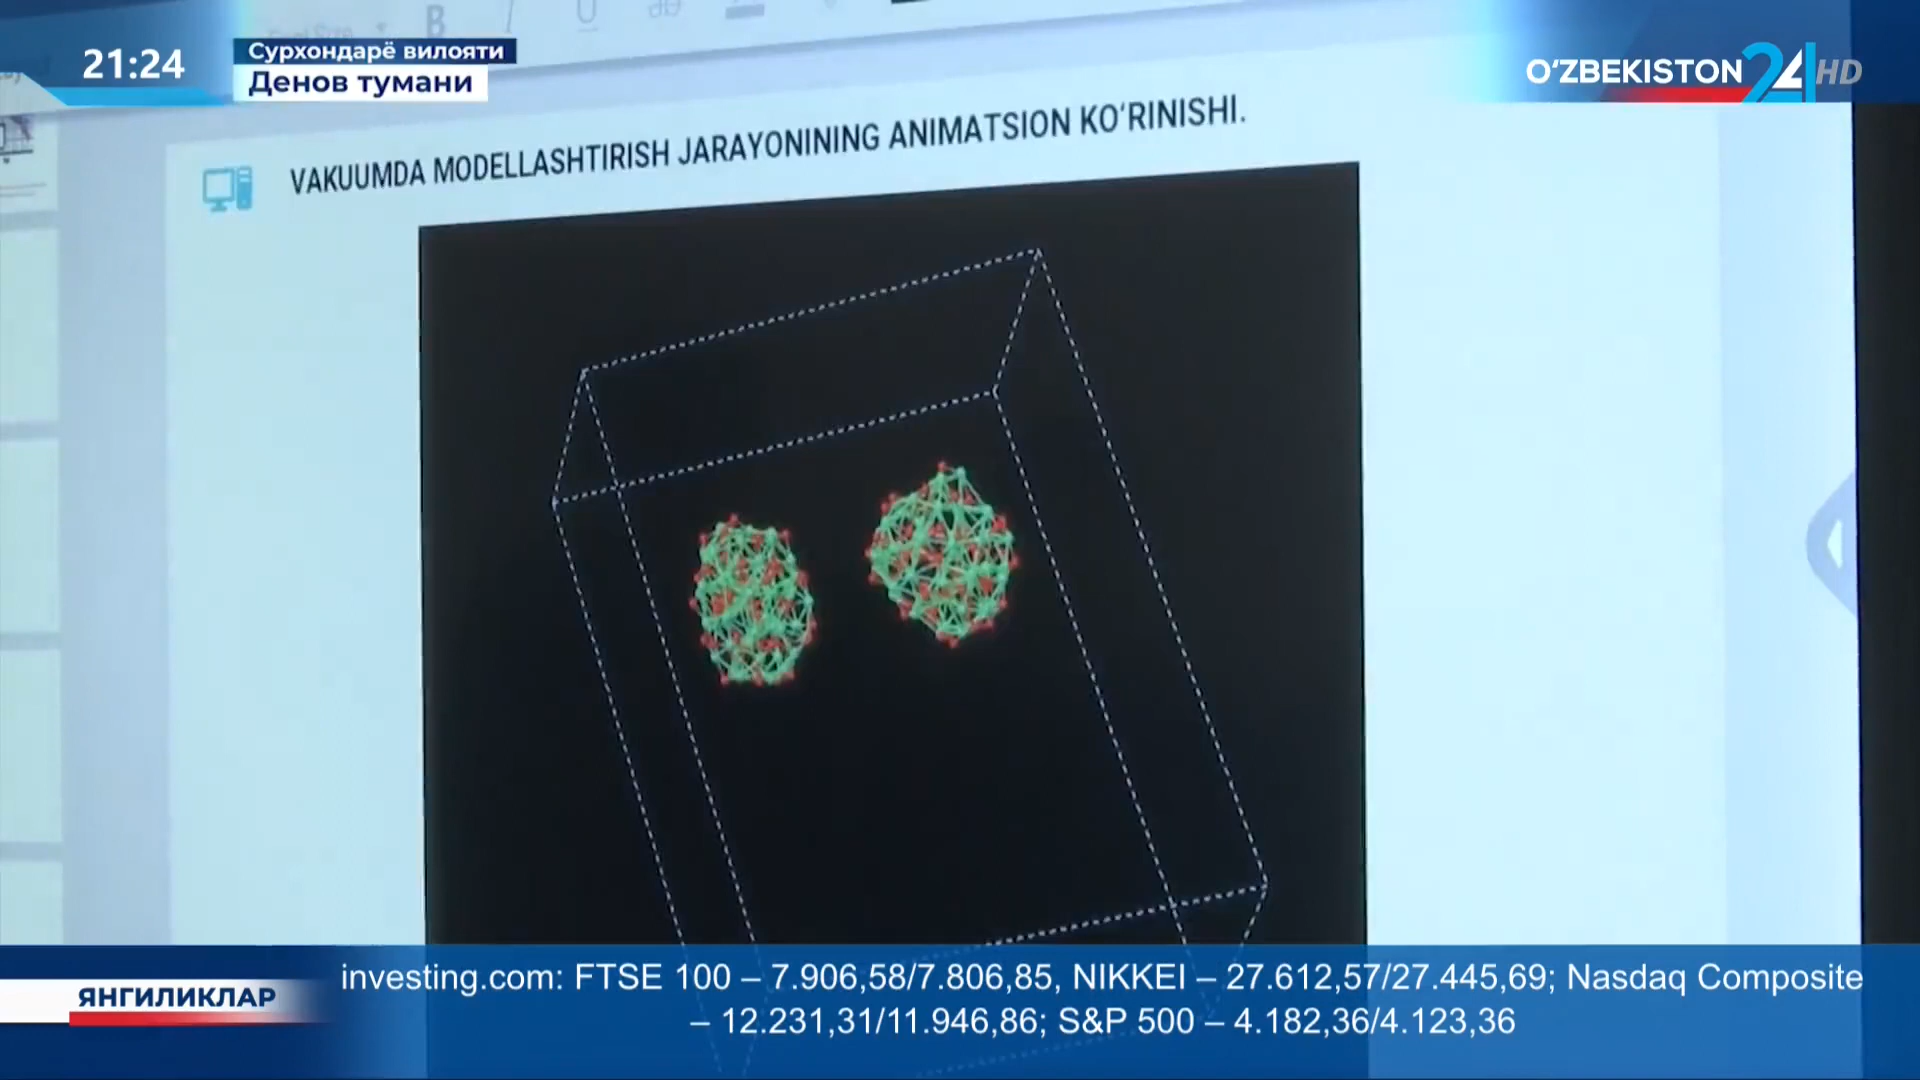 21:24
Сурхондарё вилояти
Денов тумани
O‘ZBEKISTON 24 HD
B I U ab
VAKUUMDA MODELLASHTIRISH JARAYONINING ANIMATSION KO‘RINISHI.
ЯНГИЛИКЛАР
investing.com: FTSE 100 – 7.906,58/7.806,85, NIKKEI – 27.612,57/27.445,69; Nasdaq Composite
– 12.231,31/11.946,86; S&P 500 – 4.182,36/4.123,36